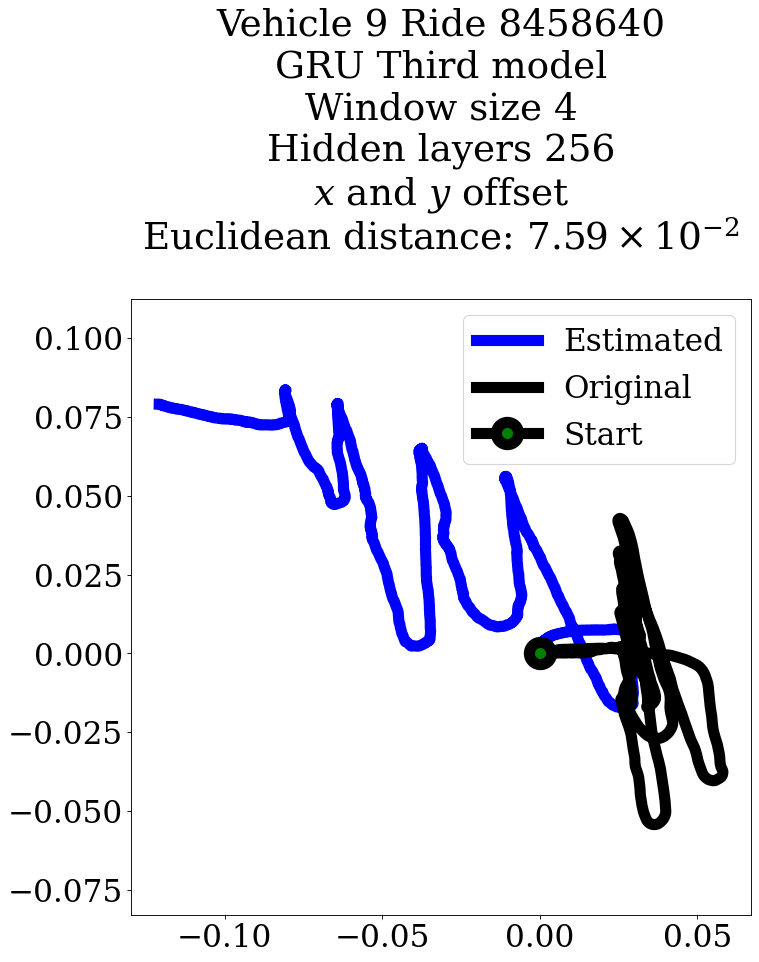 Vehicle 9 Ride 8458640
GRU Third model
Window size 4
Hidden layers 256
x and y offset
Euclidean distance: 7.59 × 10⁻²
Estimated
Original
Start
0.100
0.075
0.050
0.025
0.000
−0.025
−0.050
−0.075
−0.10 −0.05 0.00 0.05